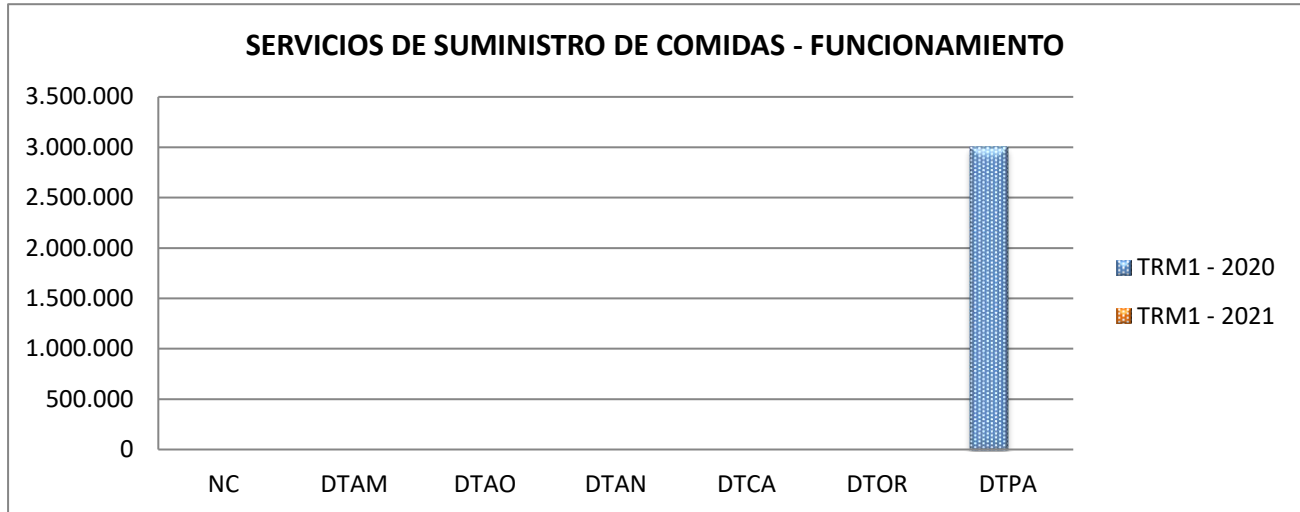 SERVICIOS DE SUMINISTRO DE COMIDAS - FUNCIONAMIENTO
3.500.000
3.000.000
2.500.000
2.000.000
1.500.000
1.000.000
500.000
0
NC DTAM DTAO DTAN DTCA DTOR DTPA
TRM1 - 2020
TRM1 - 2021